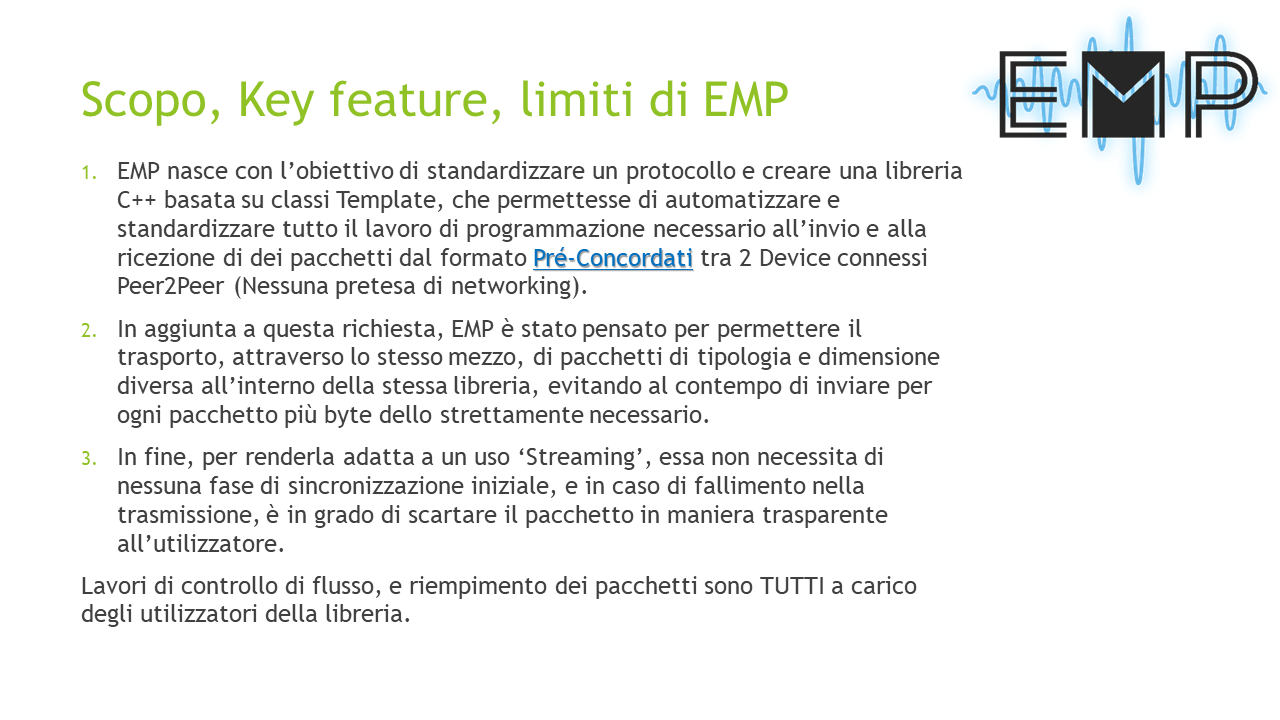 EMP
Scopo, Key feature, limiti di EMP
1. EMP nasce con l’obiettivo di standardizzare un protocollo e creare una libreria
C++ basata su classi Template, che permettesse di automatizzare e
standardizzare tutto il lavoro di programmazione necessario all’invio e alla
ricezione di dei pacchetti dal formato Pré-Concordati tra 2 Device connessi
Peer2Peer (Nessuna pretesa di networking).
2. In aggiunta a questa richiesta, EMP è stato pensato per permettere il
trasporto, attraverso lo stesso mezzo, di pacchetti di tipologia e dimensione
diversa all’interno della stessa libreria, evitando al contempo di inviare per
ogni pacchetto più byte dello strettamente necessario.
3. In fine, per renderla adatta a un uso ‘Streaming’, essa non necessita di
nessuna fase di sincronizzazione iniziale, e in caso di fallimento nella
trasmissione, è in grado di scartare il pacchetto in maniera trasparente
all’utilizzatore.
Lavori di controllo di flusso, e riempimento dei pacchetti sono TUTTI a carico
degli utilizzatori della libreria.